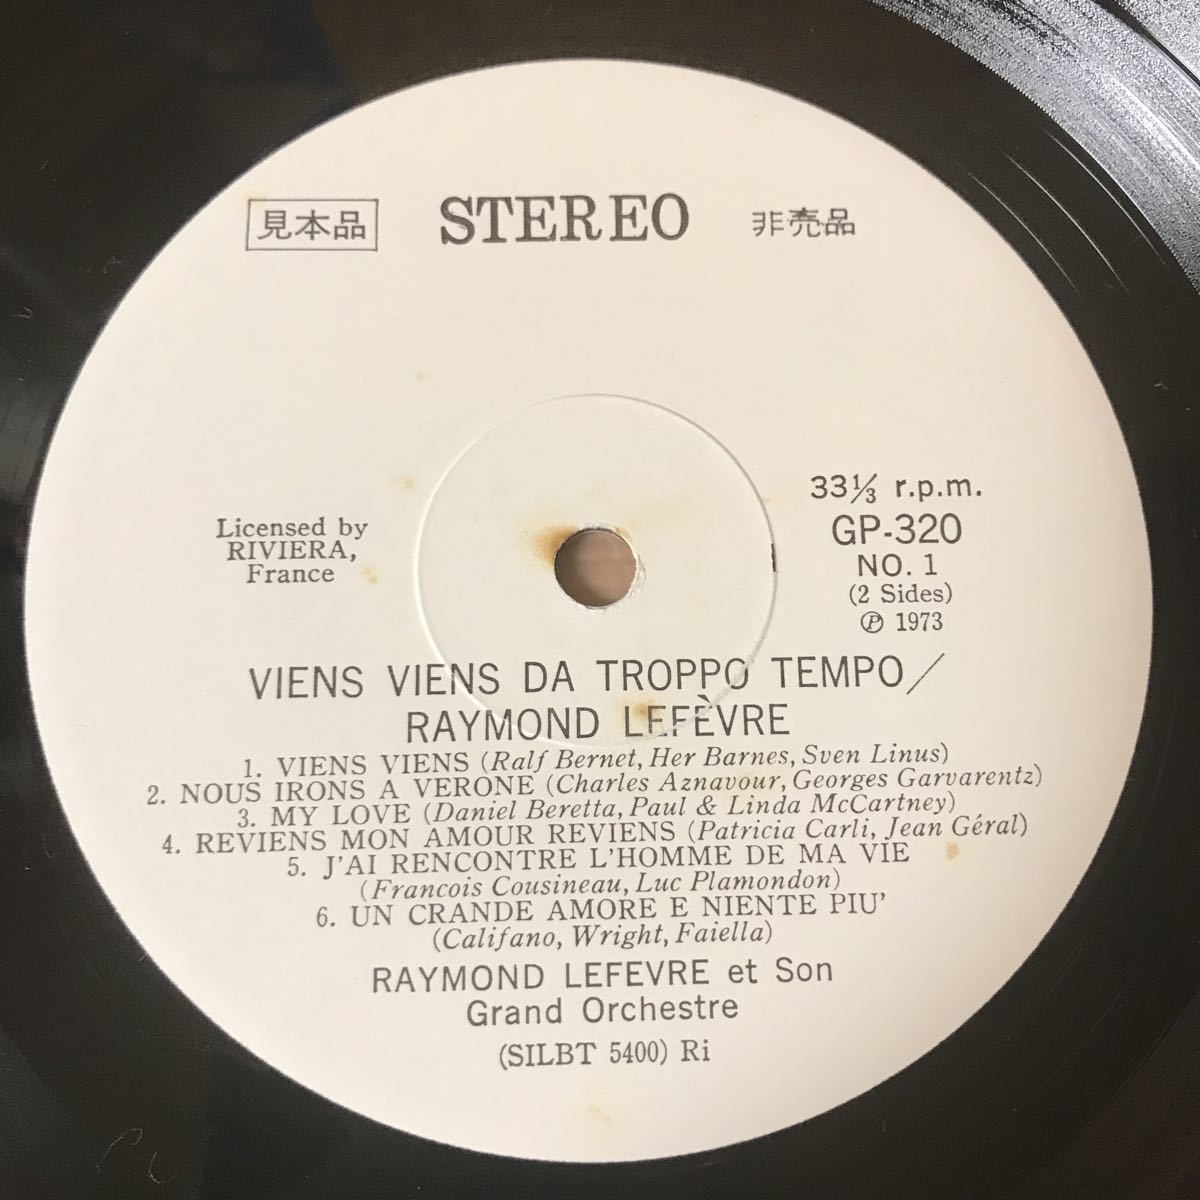 見本品 STEREO 非売品
Licensed by
RIVIERA,
France
33⅓ r.p.m.
GP-320
NO. 1
(2 Sides)
Ⓟ 1973
VIENS VIENS DA TROPPO TEMPO/
RAYMOND LEFÈVRE
1. VIENS VIENS (Ralf Bernet, Her Barnes, Sven Linus)
2. NOUS IRONS A VERONE (Charles Aznavour, Georges Garvarentz)
3. MY LOVE (Daniel Beretta, Paul & Linda McCartney)
4. REVIENS MON AMOUR REVIENS (Patricia Carli, Jean Géral)
5. J'AI RENCONTRE L'HOMME DE MA VIE
(Francois Cousineau, Luc Plamondon)
6. UN CRANDE AMORE E NIENTE PIU'
(Califano, Wright, Faiella)
RAYMOND LEFEVRE et Son
Grand Orchestre
(SILBT 5400) Ri